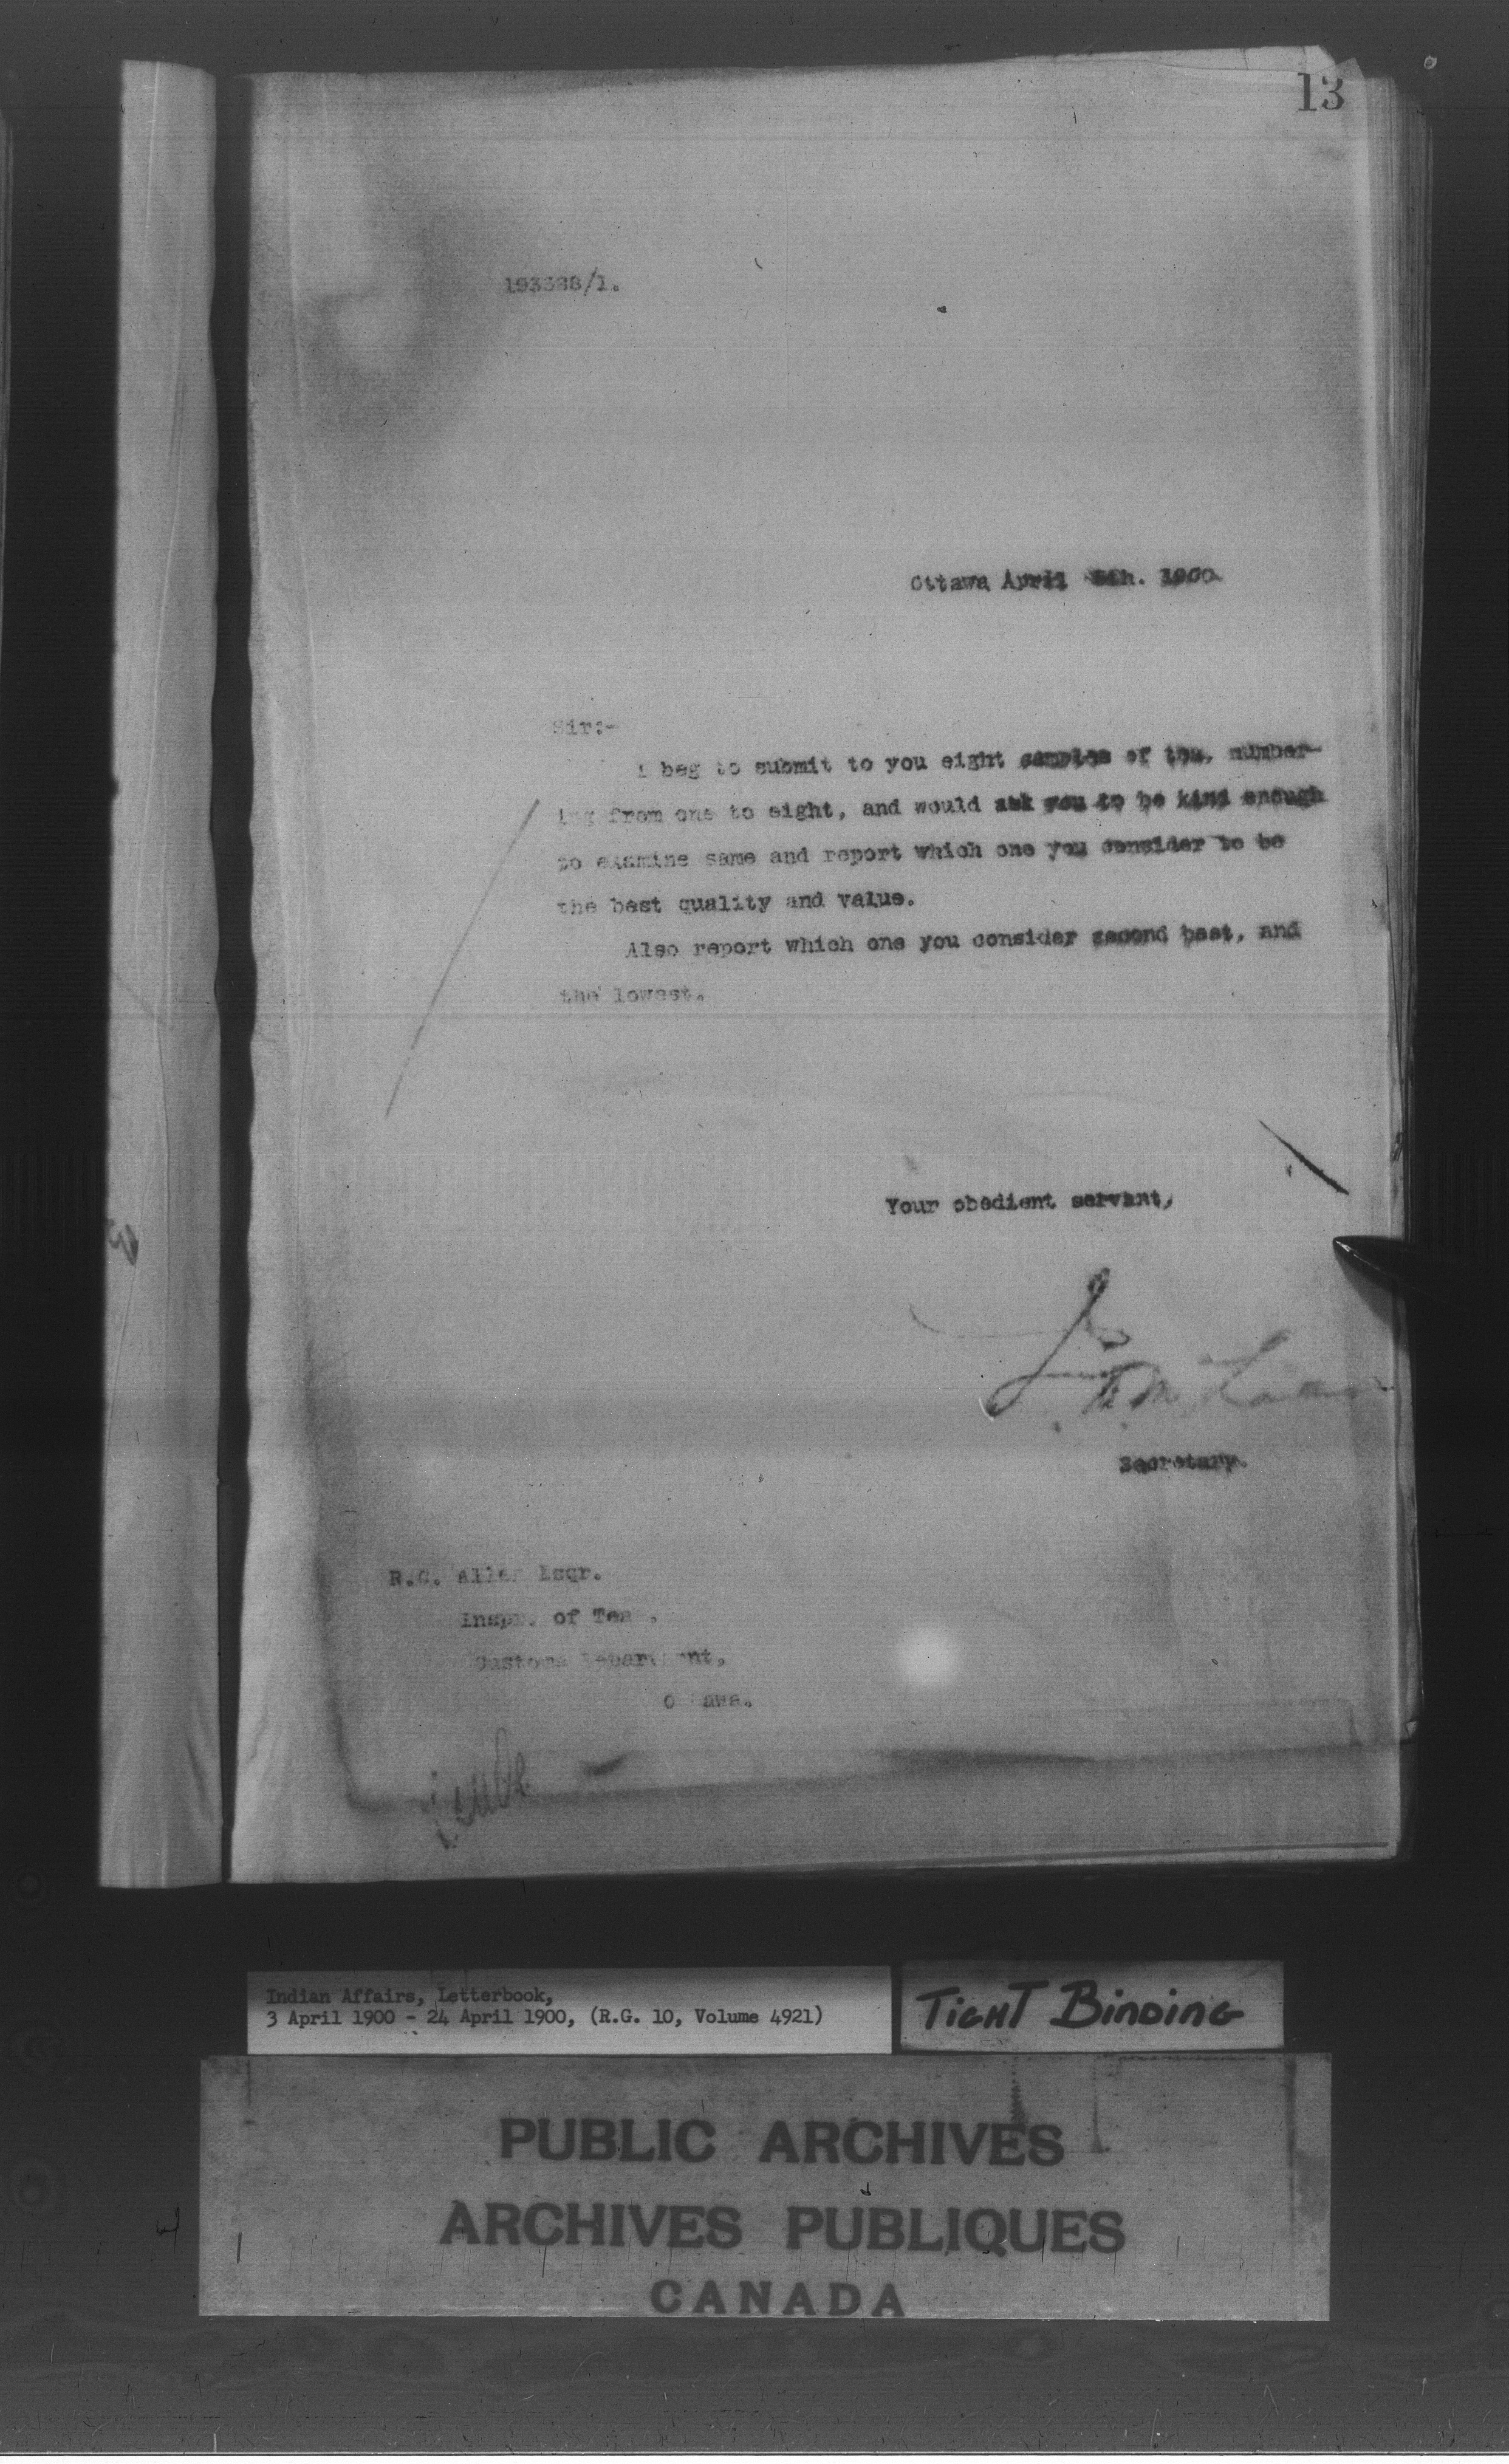 13
193388/1.
Ottawa April 1900.
Sir:-
I beg to submit to you eight samples of tea, number-
ing from one to eight, and would ask you to be kind enough
to examine same and report which one you consider to be
the best quality and value.
Also report which one you consider second best, and
the lowest.
Your obedient servant,
Secretary.
R.C. Allan Esqr.
of Tea,
Customs Department,
Ottawa.
Indian Affairs, Letterbook,
3 April 1900 - 24 April 1900, (R.G. 10, Volume 4921)
TIGHT BINDING
PUBLIC ARCHIVES
ARCHIVES PUBLIQUES
CANADA